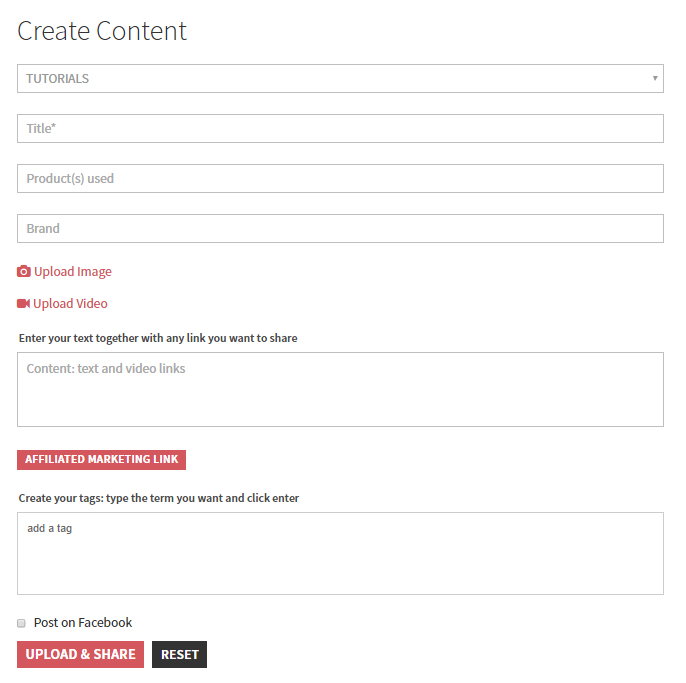 Create Content
TUTORIALS
Title*
Product(s) used
Brand
Upload Image
Upload Video
Enter your text together with any link you want to share
Content: text and video links
AFFILIATED MARKETING LINK
Create your tags: type the term you want and click enter
add a tag
Post on Facebook
UPLOAD & SHARE RESET